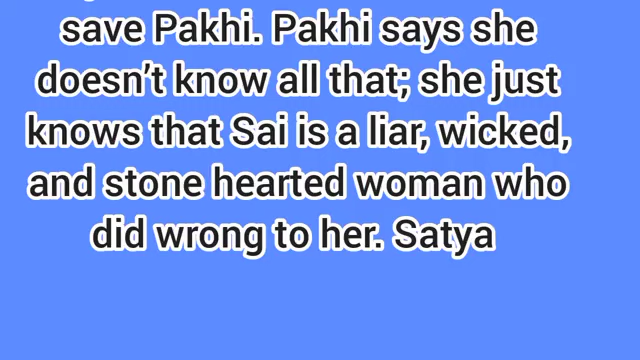 save Pakhi. Pakhi says she
doesn’t know all that; she just
knows that Sai is a liar, wicked,
and stone hearted woman who
did wrong to her. Satya